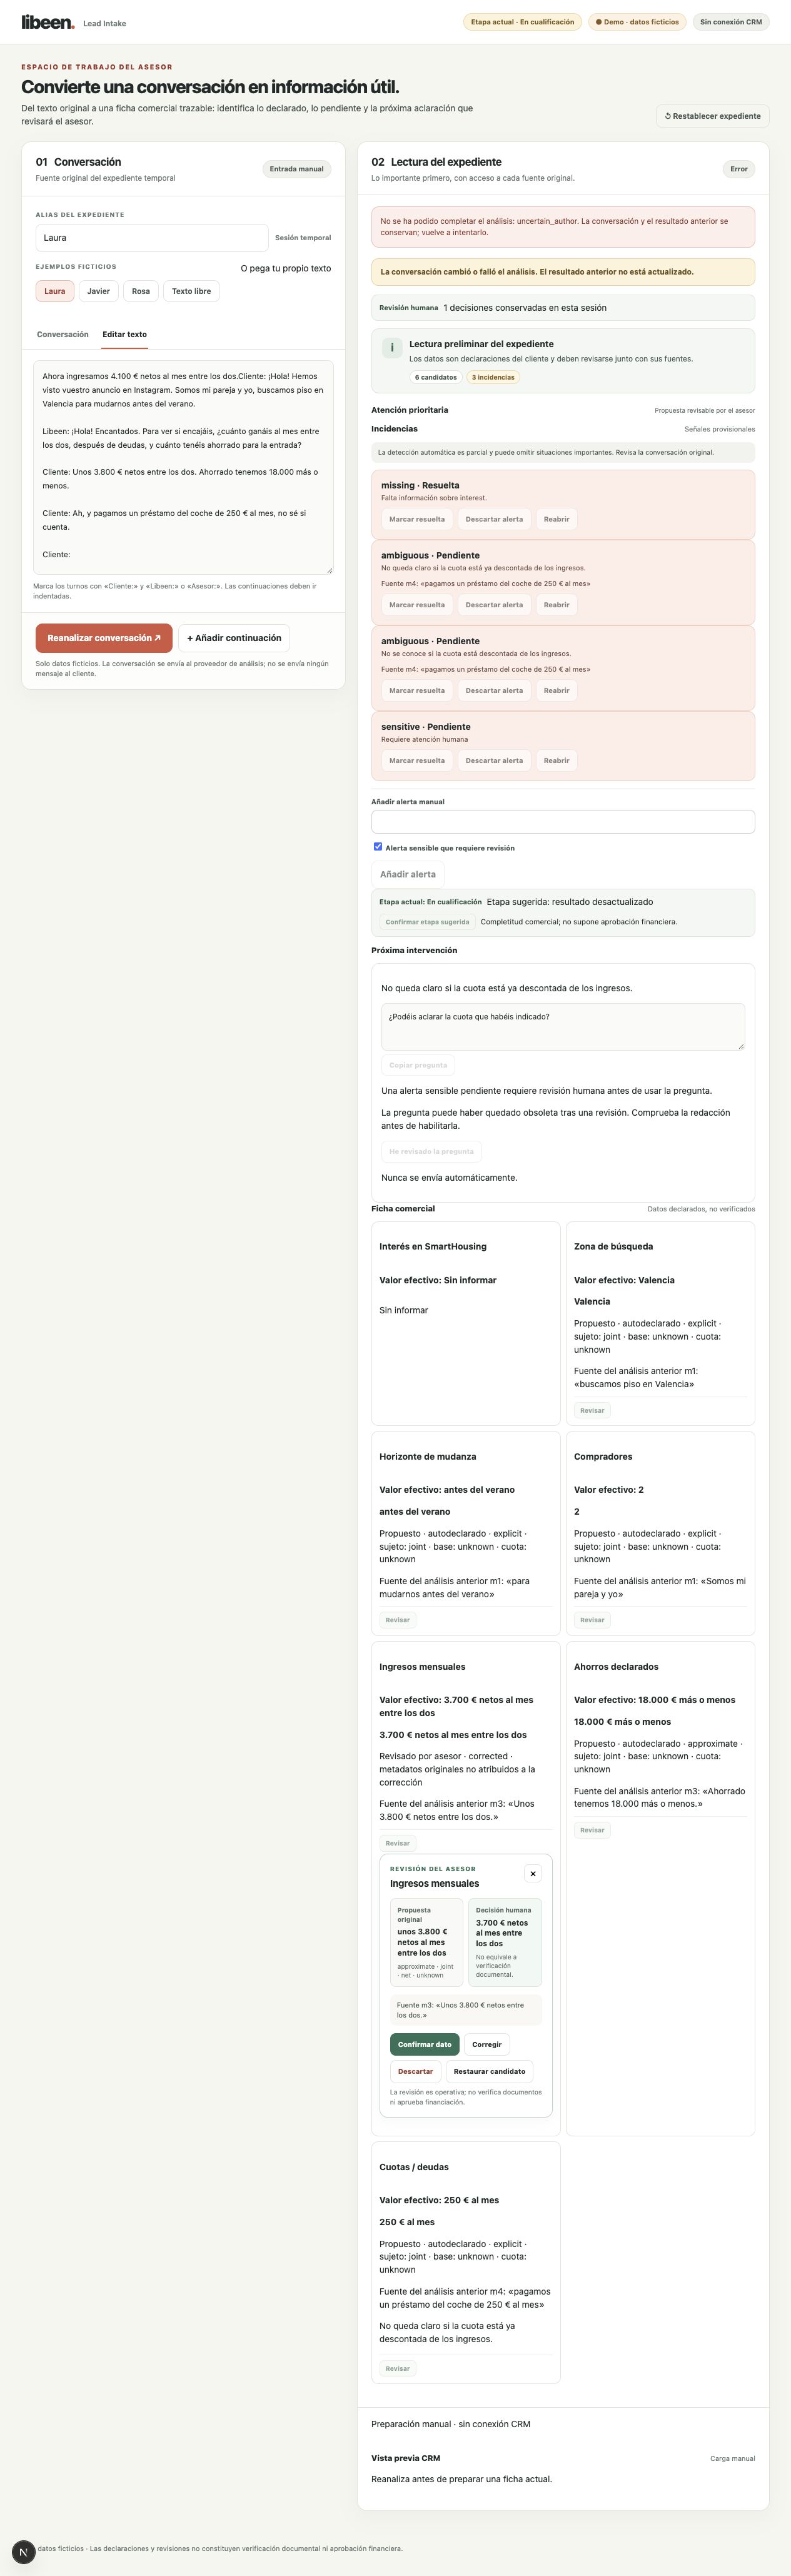 libeen. Lead Intake
Etapa actual · En cualificación
Demo · datos ficticios
Sin conexión CRM
ESPACIO DE TRABAJO DEL ASESOR
Convierte una conversación en información útil.
Del texto original a una ficha comercial trazable: identifica lo declarado, lo pendiente y la próxima aclaración que
revisará el asesor.
↺ Restablecer expediente
01 Conversación
Fuente original del expediente temporal
Entrada manual
ALIAS DEL EXPEDIENTE
Laura
Sesión temporal
EJEMPLOS FICTICIOS
O pega tu propio texto
Laura
Javier
Rosa
Texto libre
Conversación
Editar texto
Ahora ingresamos 4.100 € netos al mes entre los dos.Cliente: ¡Hola! Hemos
visto vuestro anuncio en Instagram. Somos mi pareja y yo, buscamos piso en
Valencia para mudarnos antes del verano.
Libeen: ¡Hola! Encantados. Para ver si encajáis, ¿cuánto ganáis al mes entre
los dos, después de deudas, y cuánto tenéis ahorrado para la entrada?
Cliente: Unos 3.800 € netos entre los dos. Ahorrado tenemos 18.000 más o
menos.
Cliente: Ah, y pagamos un préstamo del coche de 250 € al mes, no sé si
cuenta.
Cliente:
Marca los turnos con «Cliente:» y «Libeen:» o «Asesor:». Las continuaciones deben ir
indentadas.
Reanalizar conversación ↗
+ Añadir continuación
Solo datos ficticios. La conversación se envía al proveedor de análisis; no se envía ningún
mensaje al cliente.
02 Lectura del expediente
Lo importante primero, con acceso a cada fuente original.
Error
No se ha podido completar el análisis: uncertain_author. La conversación y el resultado anterior se
conservan; vuelve a intentarlo.
La conversación cambió o falló el análisis. El resultado anterior no está actualizado.
Revisión humana 1 decisiones conservadas en esta sesión
i
Lectura preliminar del expediente
Los datos son declaraciones del cliente y deben revisarse junto con sus fuentes.
6 candidatos
3 incidencias
Atención prioritaria
Propuesta revisable por el asesor
Incidencias
Señales provisionales
La detección automática es parcial y puede omitir situaciones importantes. Revisa la conversación original.
missing · Resuelta
Falta información sobre interest.
Marcar resuelta
Descartar alerta
Reabrir
ambiguous · Pendiente
No queda claro si la cuota está ya descontada de los ingresos.
Fuente m4: «pagamos un préstamo del coche de 250 € al mes»
Marcar resuelta
Descartar alerta
Reabrir
ambiguous · Pendiente
No se conoce si la cuota está descontada de los ingresos.
Fuente m4: «pagamos un préstamo del coche de 250 € al mes»
Marcar resuelta
Descartar alerta
Reabrir
sensitive · Pendiente
Requiere atención humana
Marcar resuelta
Descartar alerta
Reabrir
Añadir alerta manual
Alerta sensible que requiere revisión
Añadir alerta
Etapa actual: En cualificación Etapa sugerida: resultado desactualizado
Confirmar etapa sugerida
Completitud comercial; no supone aprobación financiera.
Próxima intervención
No queda claro si la cuota está ya descontada de los ingresos.
¿Podéis aclarar la cuota que habéis indicado?
Copiar pregunta
Una alerta sensible pendiente requiere revisión humana antes de usar la pregunta.
La pregunta puede haber quedado obsoleta tras una revisión. Comprueba la redacción
antes de habilitarla.
He revisado la pregunta
Nunca se envía automáticamente.
Ficha comercial
Datos declarados, no verificados
Interés en SmartHousing
Valor efectivo: Sin informar
Sin informar
Zona de búsqueda
Valor efectivo: Valencia
Valencia
Propuesto · autodeclarado · explicit ·
sujeto: joint · base: unknown · cuota:
unknown
Fuente del análisis anterior m1:
«buscamos piso en Valencia»
Revisar
Horizonte de mudanza
Valor efectivo: antes del verano
antes del verano
Propuesto · autodeclarado · explicit ·
sujeto: joint · base: unknown · cuota:
unknown
Fuente del análisis anterior m1: «para
mudarnos antes del verano»
Revisar
Compradores
Valor efectivo: 2
2
Propuesto · autodeclarado · explicit ·
sujeto: joint · base: unknown · cuota:
unknown
Fuente del análisis anterior m1: «Somos mi
pareja y yo»
Revisar
Ingresos mensuales
Valor efectivo: 3.700 € netos al mes
entre los dos
3.700 € netos al mes entre los dos
Revisado por asesor · corrected ·
metadatos originales no atribuidos a la
corrección
Fuente del análisis anterior m3: «Unos
3.800 € netos entre los dos.»
Revisar
REVISIÓN DEL ASESOR
Ingresos mensuales
×
Propuesta
original
unos 3.800 €
netos al mes
entre los dos
approximate · joint
· net · unknown
Decisión humana
3.700 € netos
al mes entre
los dos
No equivale a
verificación
documental.
Fuente m3: «Unos 3.800 € netos entre
los dos.»
Confirmar dato
Corregir
Descartar
Restaurar candidato
La revisión es operativa; no verifica documentos
ni aprueba financiación.
Ahorros declarados
Valor efectivo: 18.000 € más o menos
18.000 € más o menos
Propuesto · autodeclarado · approximate ·
sujeto: joint · base: unknown · cuota:
unknown
Fuente del análisis anterior m3: «Ahorrado
tenemos 18.000 más o menos.»
Revisar
Cuotas / deudas
Valor efectivo: 250 € al mes
250 € al mes
Propuesto · autodeclarado · explicit ·
sujeto: joint · base: unknown · cuota:
unknown
Fuente del análisis anterior m4: «pagamos
un préstamo del coche de 250 € al mes»
No queda claro si la cuota está ya
descontada de los ingresos.
Revisar
Preparación manual · sin conexión CRM
Vista previa CRM
Carga manual
Reanaliza antes de preparar una ficha actual.
N
datos ficticios · Las declaraciones y revisiones no constituyen verificación documental ni aprobación financiera.